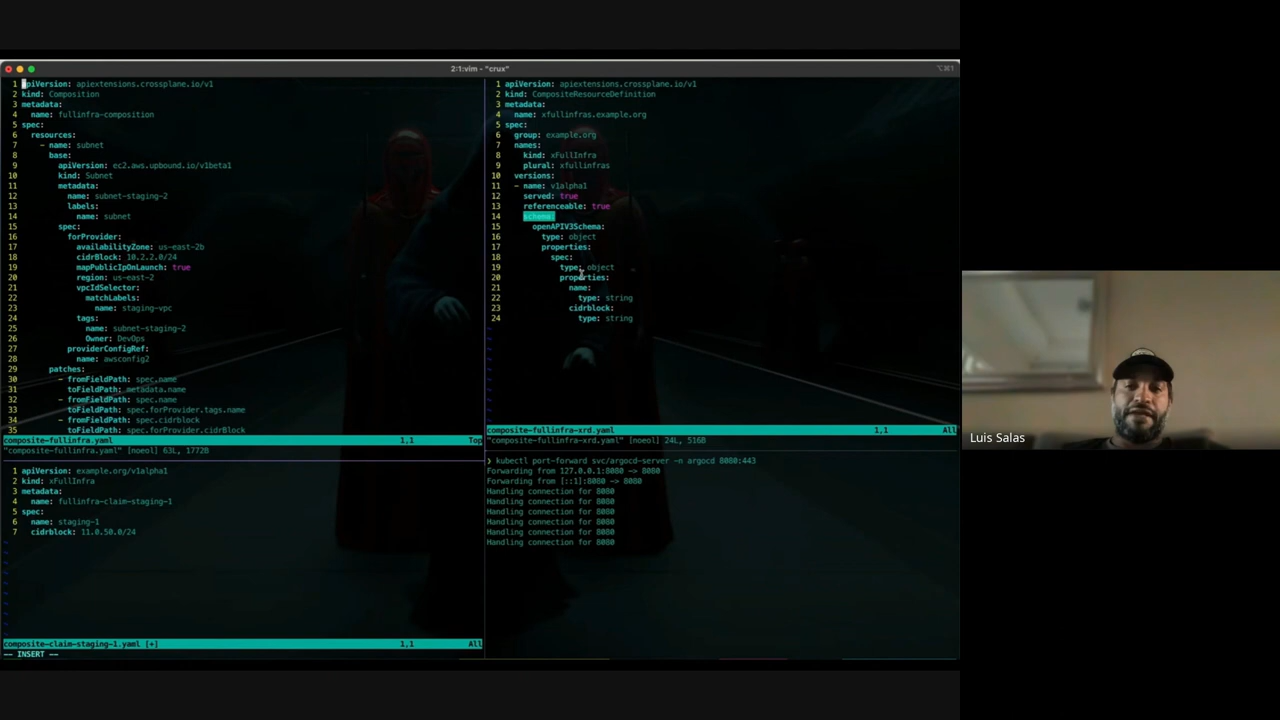 2:1:vim - "crux"
⌥⌘1
1 apiVersion: apiextensions.crossplane.io/v1
2 kind: Composition
3 metadata:
4   name: fullinfra-composition
5 spec:
6   resources:
7     - name: subnet
8       base:
9         apiVersion: ec2.aws.upbound.io/v1beta1
10         kind: Subnet
11         metadata:
12           name: subnet-staging-2
13           labels:
14             name: subnet
15         spec:
16           forProvider:
17             availabilityZone: us-east-2b
18             cidrBlock: 10.2.2.0/24
19             mapPublicIpOnLaunch: true
20             region: us-east-2
21             vpcIdSelector:
22               matchLabels:
23                 name: staging-vpc
24             tags:
25               name: subnet-staging-2
26               Owner: DevOps
27           providerConfigRef:
28             name: awsconfig2
29       patches:
30         - fromFieldPath: spec.name
31           toFieldPath: metadata.name
32         - fromFieldPath: spec.name
33           toFieldPath: spec.forProvider.tags.name
34         - fromFieldPath: spec.cidrblock
35           toFieldPath: spec.forProvider.cidrBlock
composite-fullinfra.yaml 1,1 Top
"composite-fullinfra.yaml" [noeol] 63L, 1772B
1 apiVersion: example.org/v1alpha1
2 kind: xFullInfra
3 metadata:
4   name: fullinfra-claim-staging-1
5 spec:
6   name: staging-1
7   cidrblock: 11.0.50.0/24
composite-claim-staging-1.yaml [+] 1,1 All
-- INSERT --
1 apiVersion: apiextensions.crossplane.io/v1
2 kind: CompositeResourceDefinition
3 metadata:
4   name: xfullinfras.example.org
5 spec:
6   group: example.org
7   names:
8     kind: xFullInfra
9     plural: xfullinfras
10   versions:
11   - name: v1alpha1
12     served: true
13     referenceable: true
14     schema:
15       openAPIV3Schema:
16         type: object
17         properties:
18           spec:
19             type: object
20             properties:
21               name:
22                 type: string
23               cidrblock:
24                 type: string
composite-fullinfra-xrd.yaml 1,1 All
"composite-fullinfra-xrd.yaml" [noeol] 24L, 516B
❯ kubectl port-forward svc/argocd-server -n argocd 8080:443
Forwarding from 127.0.0.1:8080 -> 8080
Forwarding from [::1]:8080 -> 8080
Handling connection for 8080
Handling connection for 8080
Handling connection for 8080
Handling connection for 8080
Handling connection for 8080
Handling connection for 8080
Luis Salas